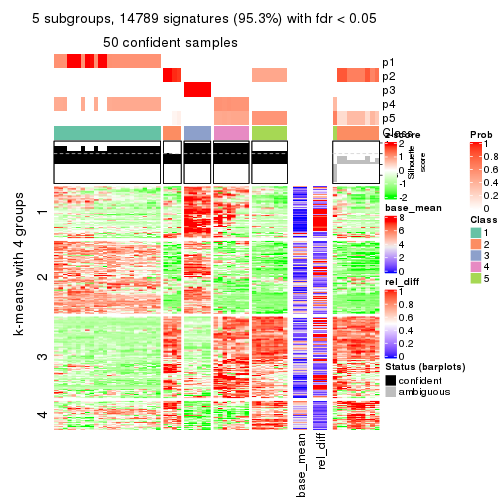 5 subgroups, 14789 signatures (95.3%) with fdr < 0.05
50 confident samples
p1
p2
p3
p4
p5
Class
z-score
2
1
0
-1
-2
Silhouette
score
base_mean
8
6
4
2
0
rel_diff
1
0.8
0.6
0.4
0.2
0
Status (barplots)
confident
ambiguous
Prob
1
0.8
0.6
0.4
0.2
0
Class
1
2
3
4
5
k-means with 4 groups
1
2
3
4
base_mean
rel_diff